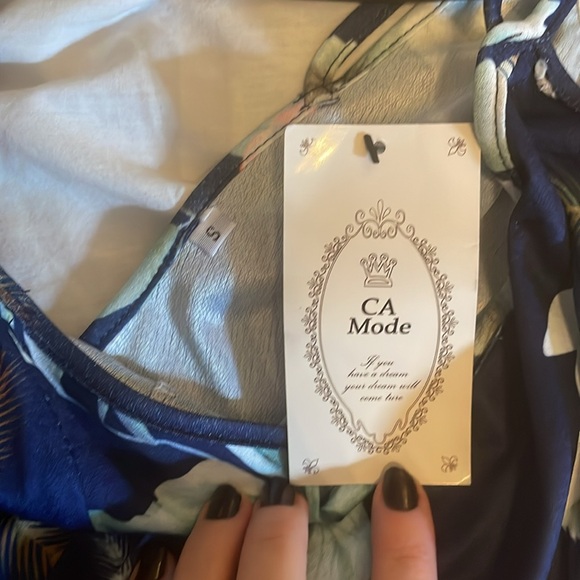 S
CA
Mode
If you
have a dream
your dream will
come ture